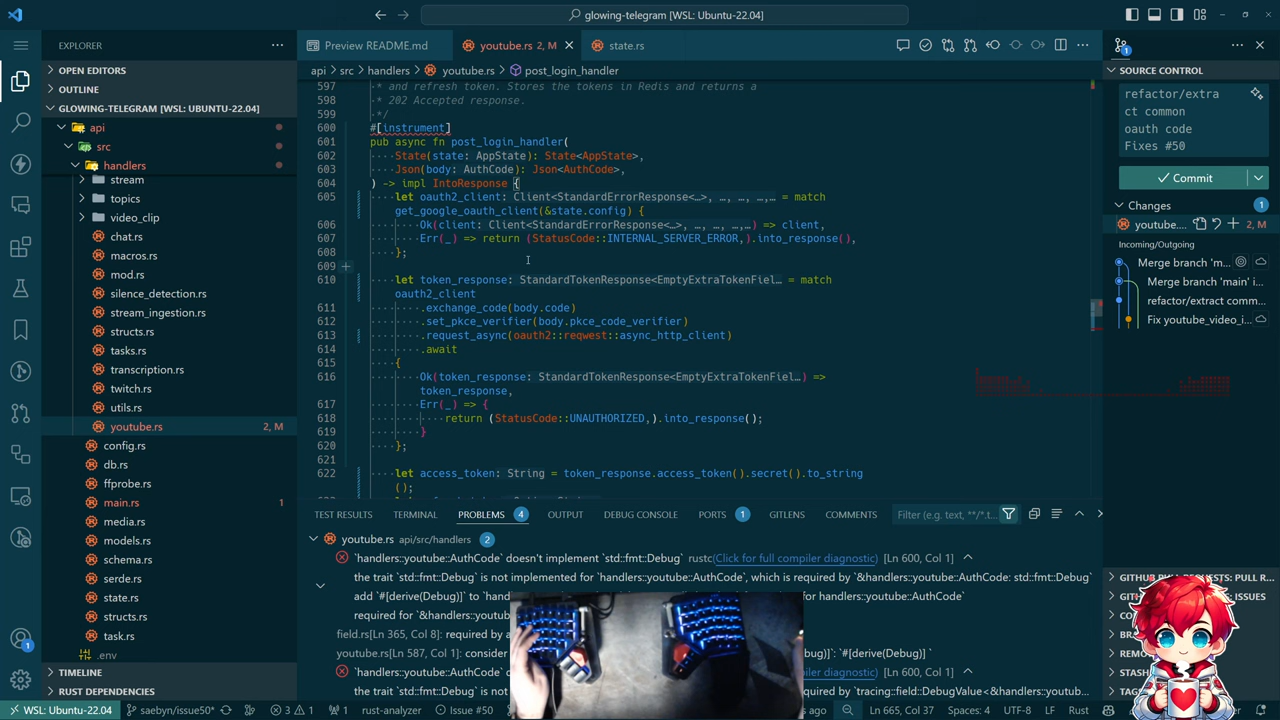 glowing-telegram [WSL: Ubuntu-22.04]
EXPLORER
OPEN EDITORS
OUTLINE
GLOWING-TELEGRAM [WSL: UBUNTU-22.04]
api
src
handlers
stream
topics
video_clip
chat.rs
macros.rs
mod.rs
silence_detection.rs
stream_ingestion.rs
structs.rs
tasks.rs
transcription.rs
twitch.rs
utils.rs
youtube.rs 2, M
config.rs
db.rs
ffprobe.rs
main.rs 1
media.rs
models.rs
schema.rs
serde.rs
state.rs
structs.rs
task.rs
.env
TIMELINE
RUST DEPENDENCIES
Preview README.md
youtube.rs 2, M
state.rs
api > src > handlers > youtube.rs > post_login_handler
597 * and refresh token. Stores the tokens in Redis and returns a
598 * 202 Accepted response.
599 */
600 #[instrument]
601 pub async fn post_login_handler(
602 ····State(state: AppState): State<AppState>,
603 ····Json(body: AuthCode): Json<AuthCode>,
604 ) -> impl IntoResponse {
605 ····let oauth2_client: Client<StandardErrorResponse<…>, …, …, …,… = match
get_google_oauth_client(&state.config) {
606 ········Ok(client: Client<StandardErrorResponse<…>, …, …, …,…) => client,
607 ········Err(_) => return (StatusCode::INTERNAL_SERVER_ERROR,).into_response(),
608 ····};
609
610 ····let token_response: StandardTokenResponse<EmptyExtraTokenFiel… = match
oauth2_client
611 ········.exchange_code(body.code)
612 ········.set_pkce_verifier(body.pkce_code_verifier)
613 ········.request_async(oauth2::reqwest::async_http_client)
614 ········.await
615 ····{
616 ········Ok(token_response: StandardTokenResponse<EmptyExtraTokenFiel…) =>
token_response,
617 ········Err(_) => {
618 ············return (StatusCode::UNAUTHORIZED,).into_response();
619 ········}
620 ····};
621
622 ····let access_token: String = token_response.access_token().secret().to_string
();
TEST RESULTS TERMINAL PROBLEMS 4 OUTPUT DEBUG CONSOLE PORTS 1 GITLENS COMMENTS Filter (e.g. text, **/*.t…
youtube.rs api/src/handlers 2
`handlers::youtube::AuthCode` doesn't implement `std::fmt::Debug` rustc(Click for full compiler diagnostic) [Ln 600, Col 1]
the trait `std::fmt::Debug` is not implemented for `handlers::youtube::AuthCode`, which is required by `&handlers::youtube::AuthCode: std::fmt::Debug`
add `#[derive(Debug)]` to `hand for handlers::youtube::AuthCode`
required for `&handlers::youtu
field.rs[Ln 365, Col 8]: required by a
youtube.rs[Ln 587, Col 1]: consider g]`: `#[derive(Debug)] `
`handlers::youtube::AuthCode` doesn er diagnostic) [Ln 600, Col 1]
the trait `std::fmt::Debug` is not quired by `tracing::field::DebugValue<&handlers::youtu…
SOURCE CONTROL
refactor/extra
ct common
oauth code
Fixes #50
Commit
Changes
youtube.… 2, M
Incoming/Outgoing
Merge branch 'm…
Merge branch 'main' i…
refactor/extract comm…
Fix youtube_video_i…
GITHUB PULL REQUESTS: PULL R…
ISSUES
CO
BRA
REMO
STASH
TAG
WSL: Ubuntu-22.04
saebyn/issue50*
3 1
1
rust-analyzer
Issue #50
s ago
Ln 665, Col 37
Spaces: 4
UTF-8
LF
Rust